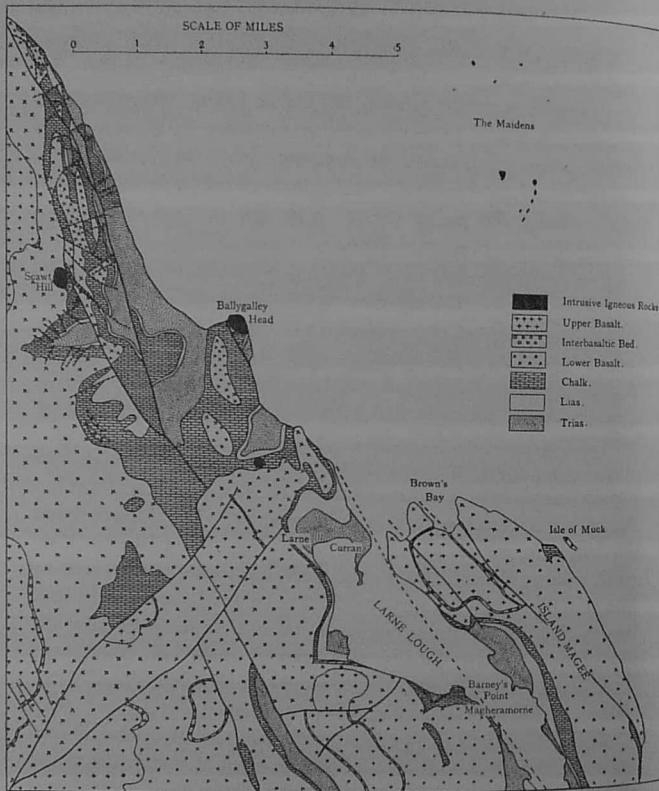 SCALE OF MILES
0 1 2 3 4 5
The Maidens
Scawt
Hill
Ballygalley
Head
Intrusive Igneous Rocks
Upper Basalt.
Interbasaltic Bed.
Lower Basalt.
Chalk.
Lias.
Trias.
Brown's
Bay
Isle of Muck
Larne
Curran
LARNE LOUGH
ISLAND MAGEE
Barney's
Point
Magheramorne